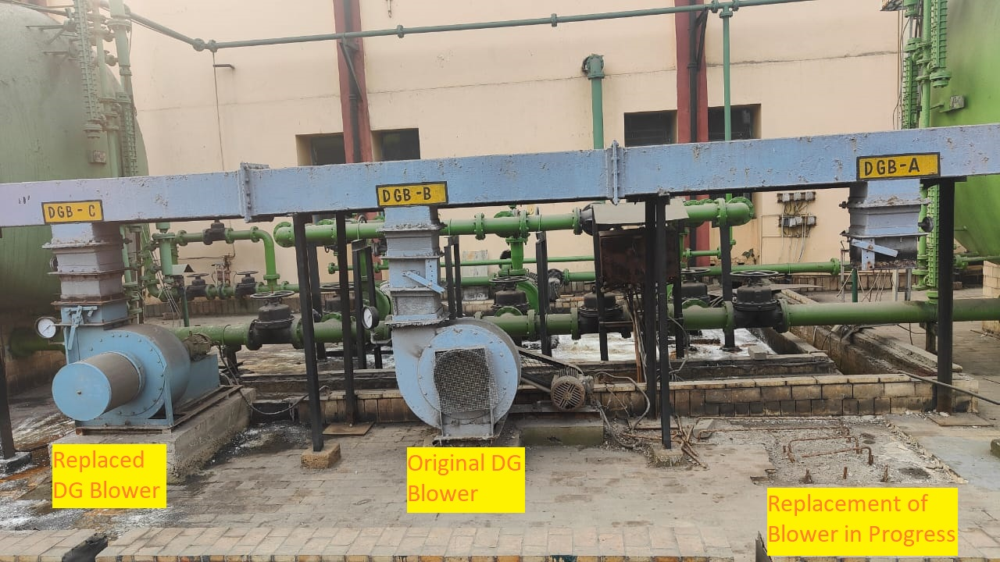 DGB-C
DGB-B
DGB-A
Replaced
DG Blower
Original DG
Blower
Replacement of
Blower in Progress